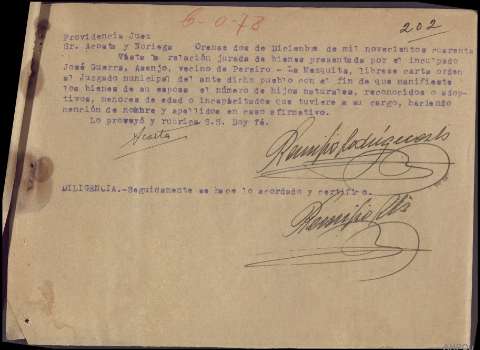 6-0-78
202
Providencia Juez
Sr. Acosta y Noriega Orense dos de Diciembre de mil novecientos cuarenta
Vista la relación jurada de bienes presentada por el inculpado
José Guerra, Asenjo, vecino de Pereiro - La Mezquita, librese carta orden
al Juzgado municipal del ante dicho pueblo con el fin de que manifieste
los bienes de su esposa el número de hijos naturales, reconocidos o adop-
tivos, menores de edad o incapacitados que tuviere a su cargo, haciendo
mención de nombre y apellidos en caso afirmativo.
Lo proveyó y rubrica S.S. Doy fé.
Acosta
Remigio
DILIGENCIA.-Seguidamente se hace lo acordado y certifico.
Remigio